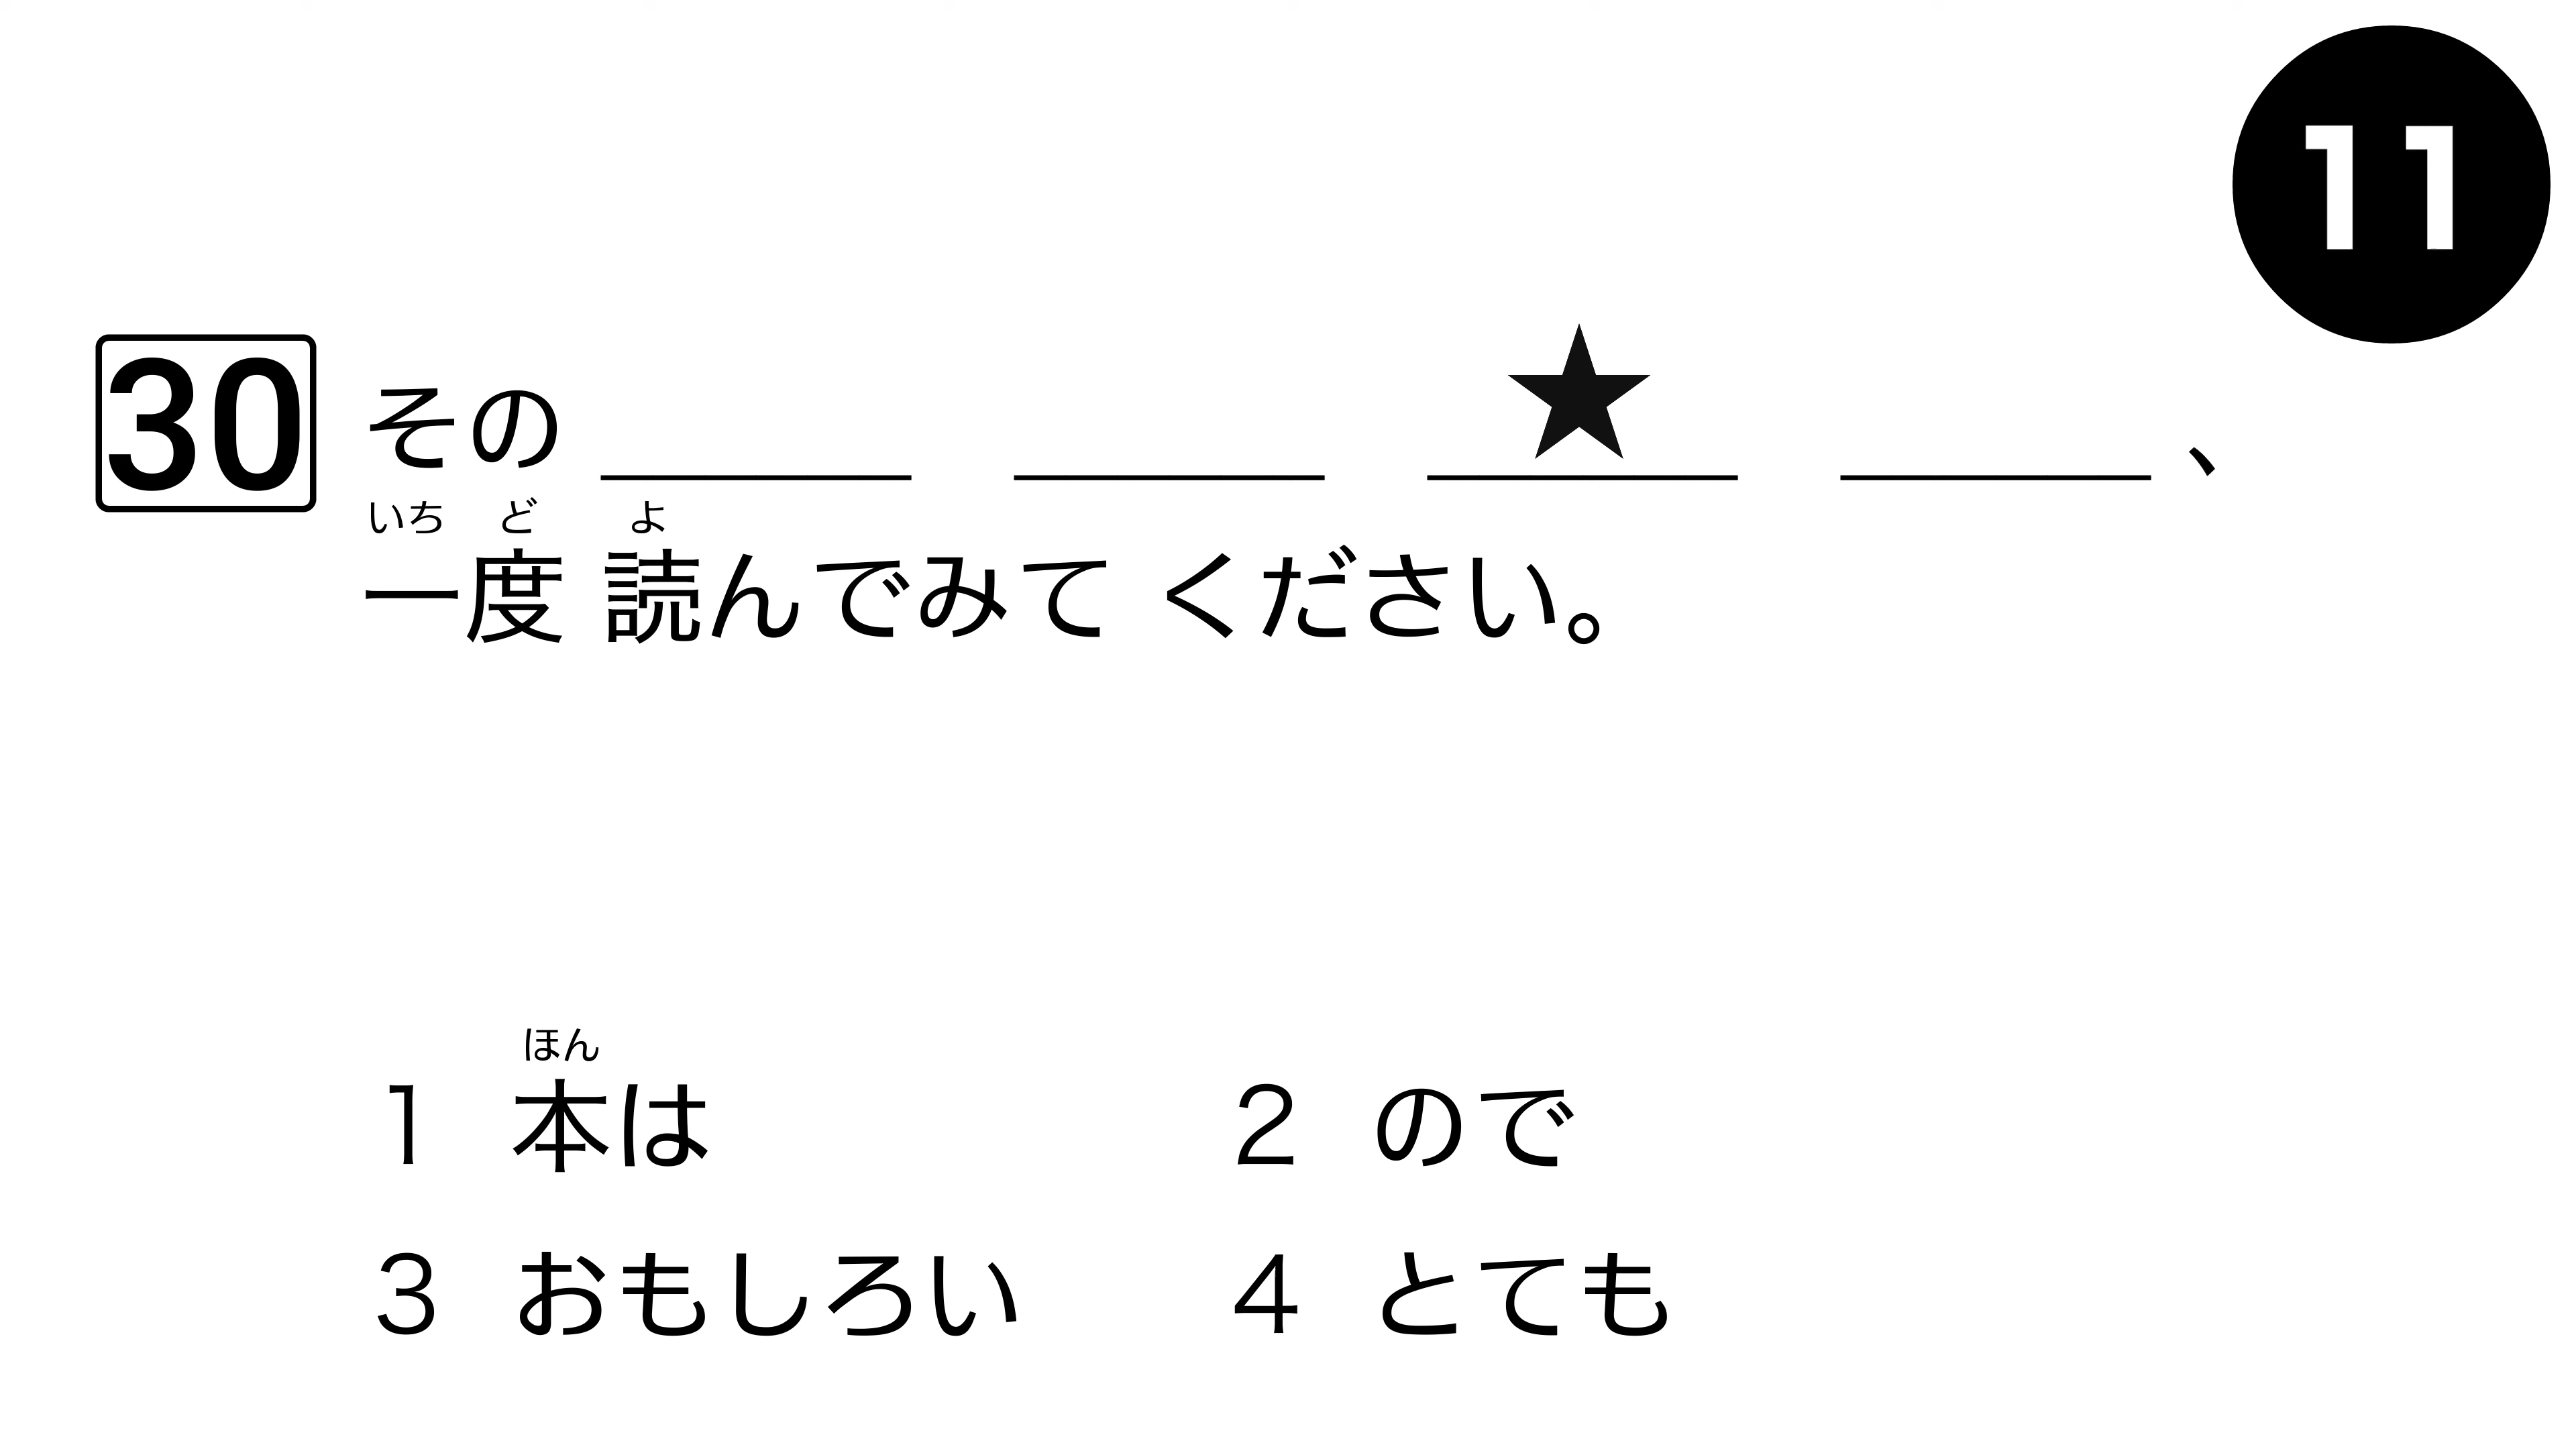 11
30 その ＿＿＿ ＿＿＿ ＿★＿ ＿＿＿、
いち ど よ
一度 読んでみて ください。
ほん
1 本は 2 ので
3 おもしろい 4 とても